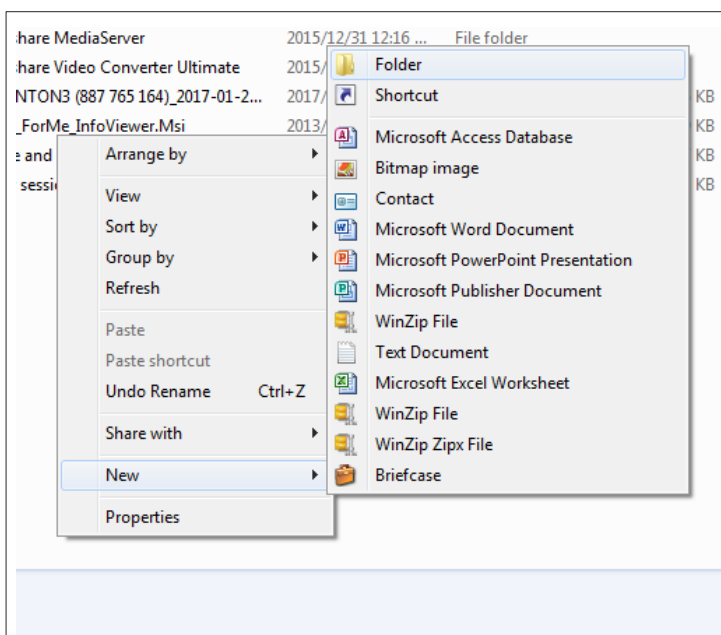 hare MediaServer 2015/12/31 12:16 ... File folder
hare Video Converter Ultimate 2015/
NTON3 (887 765 164)_2017-01-2... 2017/ KB
_ForMe_InfoViewer.Msi 2013/ KB
e and KB
sessi KB
Arrange by
View
Sort by
Group by
Refresh
Paste
Paste shortcut
Undo Rename Ctrl+Z
Share with
New
Properties
Folder
Shortcut
Microsoft Access Database
Bitmap image
Contact
Microsoft Word Document
Microsoft PowerPoint Presentation
Microsoft Publisher Document
WinZip File
Text Document
Microsoft Excel Worksheet
WinZip File
WinZip Zipx File
Briefcase